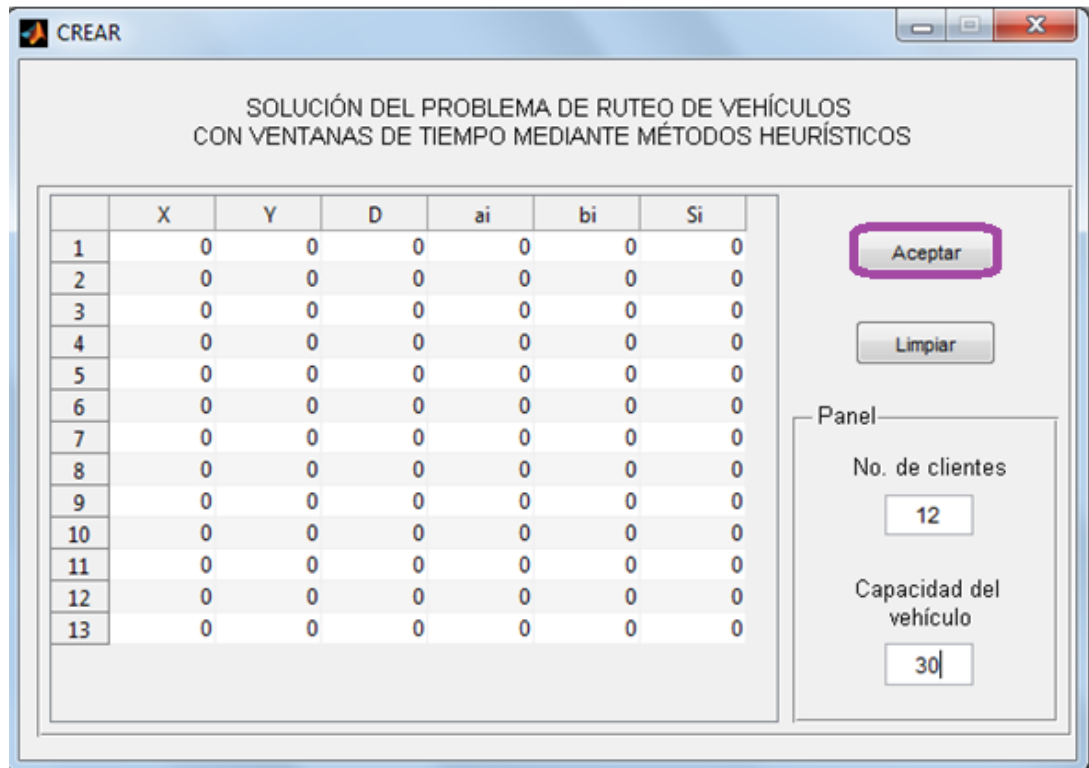 CREAR
SOLUCIÓN DEL PROBLEMA DE RUTEO DE VEHÍCULOS
CON VENTANAS DE TIEMPO MEDIANTE MÉTODOS HEURÍSTICOS
X Y D ai bi Si
1 0 0 0 0 0 0
2 0 0 0 0 0 0
3 0 0 0 0 0 0
4 0 0 0 0 0 0
5 0 0 0 0 0 0
6 0 0 0 0 0 0
7 0 0 0 0 0 0
8 0 0 0 0 0 0
9 0 0 0 0 0 0
10 0 0 0 0 0 0
11 0 0 0 0 0 0
12 0 0 0 0 0 0
13 0 0 0 0 0 0
Aceptar
Limpiar
Panel
No. de clientes
12
Capacidad del
vehículo
30